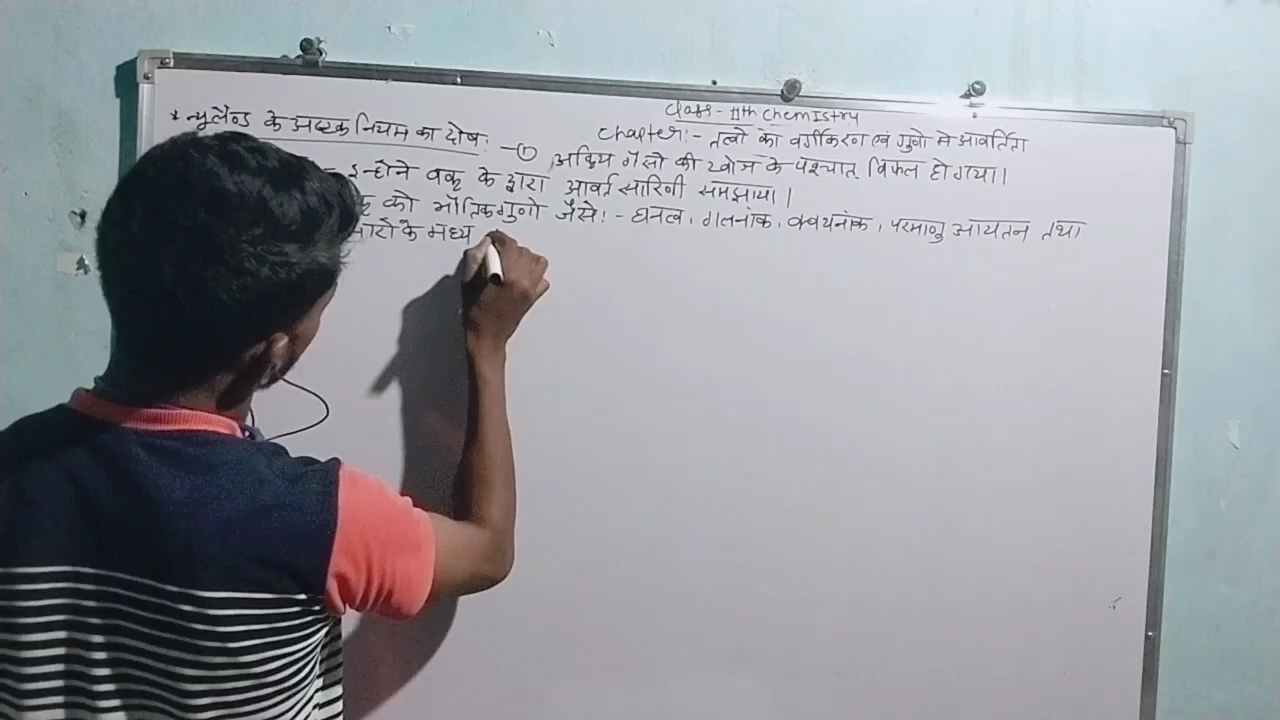 Class - 11th Chemistry
Chapter:- तत्वो का वर्गीकरण एवं गुणो मे आवर्तिता
* न्यूलैन्ड के अष्टक नियम का दोष: - ① अक्रिय गैसो की खोज के पश्चात् विफल हो गया।
- इन्होने वक्र के द्वारा आवर्त सारिणी समझाया।
को भौतिक गुणो जैसे:- घनत्व, गलनांक, क्वथनांक, परमाणु आयतन तथा
भारो के मध्य